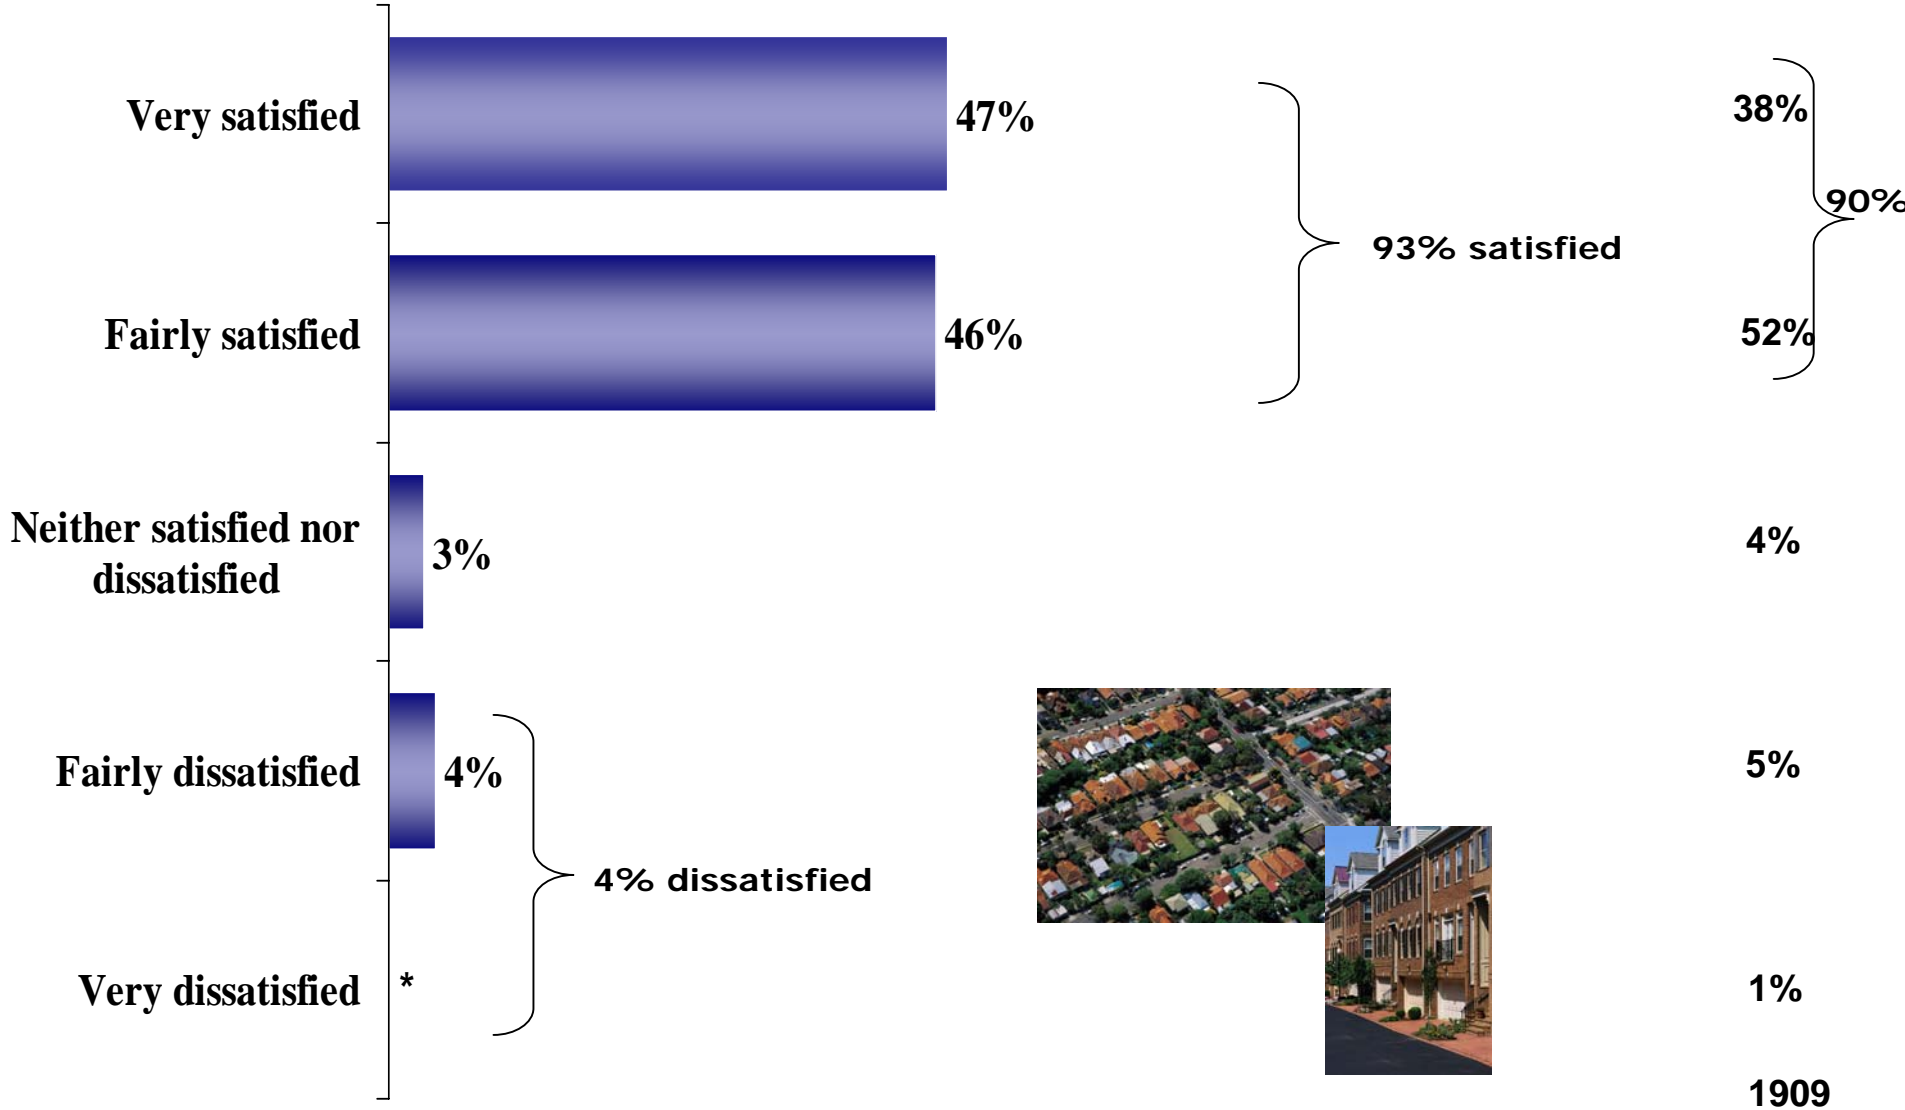 Very satisfied 47% 38%
90%
93% satisfied
Fairly satisfied 46% 52%
Neither satisfied nor
dissatisfied
3% 4%
Fairly dissatisfied 4% 5%
4% dissatisfied
Very dissatisfied * 1%
1909